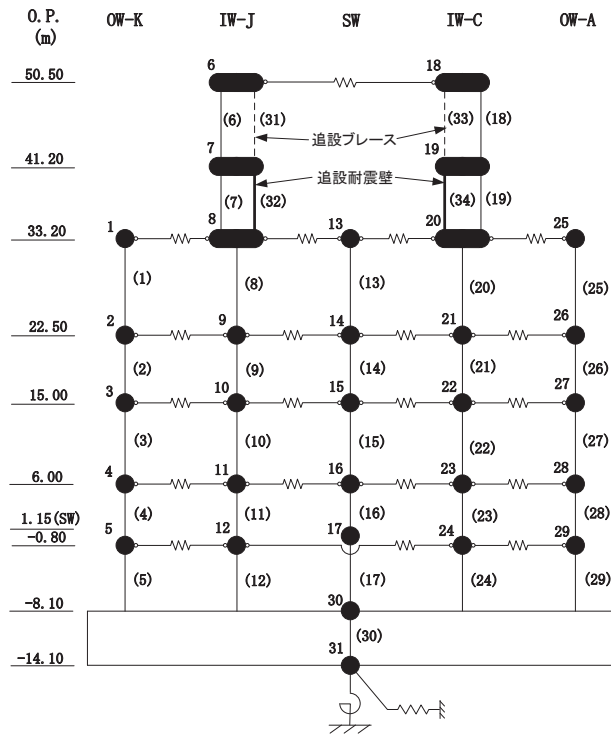 O.P. OW-K IW-J SW IW-C OW-A
(m)
6 18
50.50
(6) (31) (33) (18)
追設ブレース
7 19
41.20
追設耐震壁
(7) (32) (34) (19)
1 8 13 20 25
33.20
(1) (8) (13) (20) (25)
2 9 14 21 26
22.50
(2) (9) (14) (21) (26)
3 10 15 22 27
15.00
(3) (10) (15) (22) (27)
4 11 16 23 28
6.00
(4) (11) (16) (23) (28)
1.15(SW)
5 12 17 24 29
-0.80
(5) (12) (17) (24) (29)
30
-8.10
(30)
31
-14.10